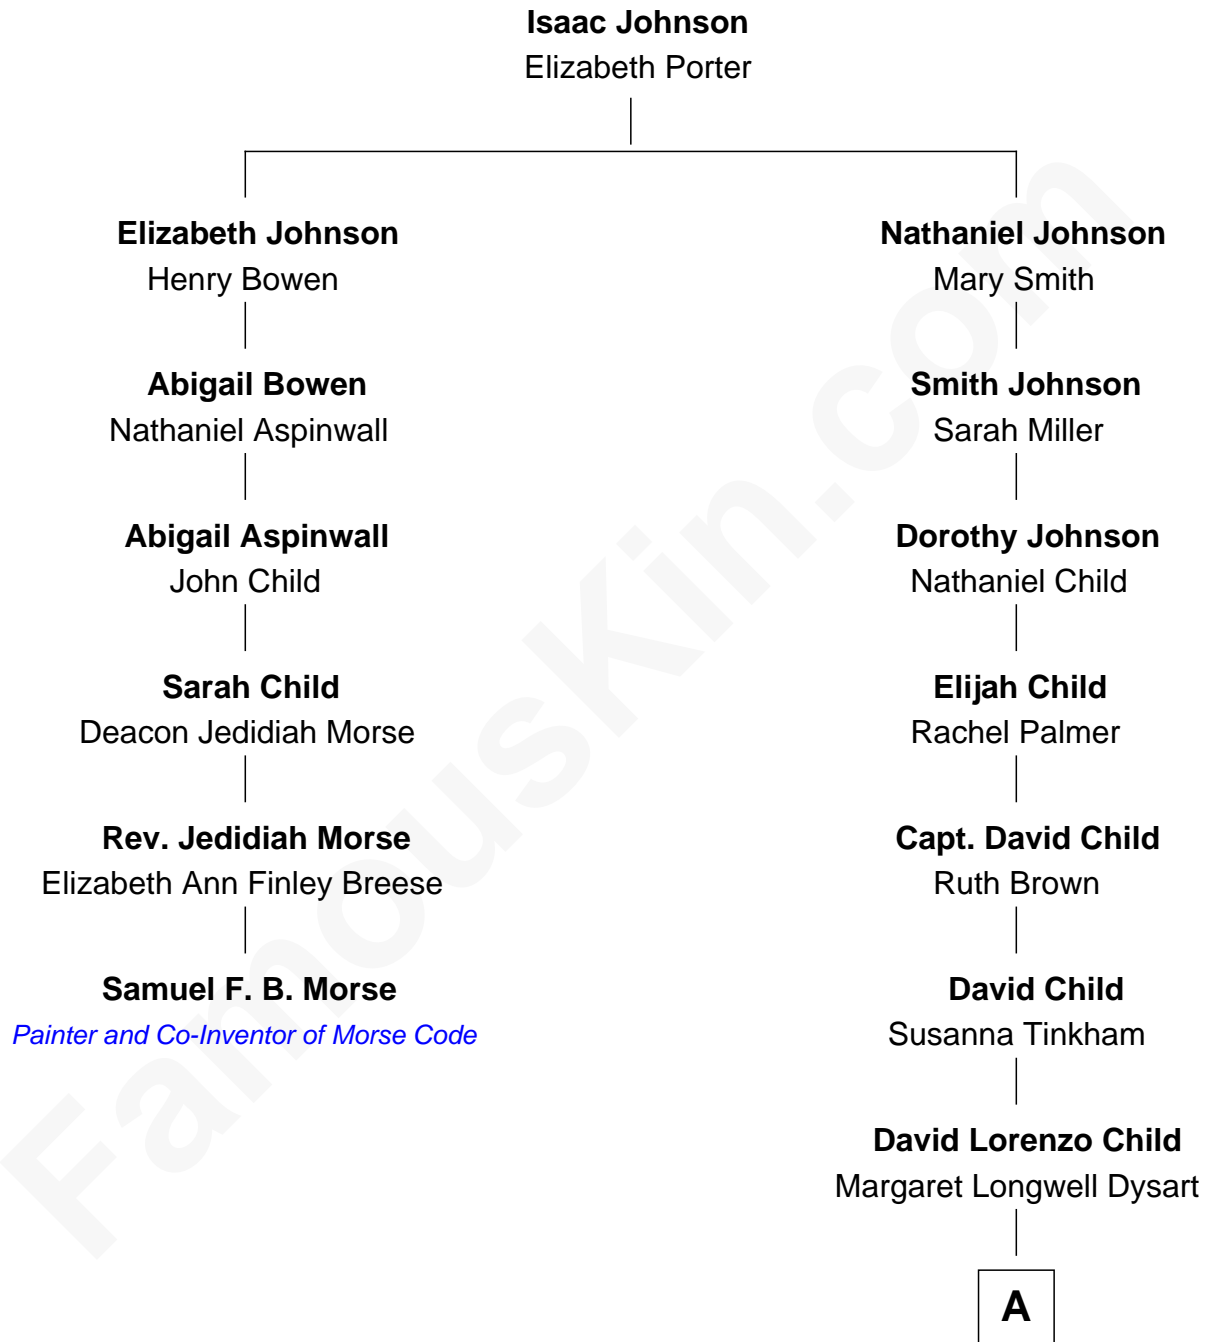 Isaac Johnson
Elizabeth Porter
Elizabeth Johnson
Henry Bowen
Nathaniel Johnson
Mary Smith
Abigail Bowen
Nathaniel Aspinwall
Smith Johnson
Sarah Miller
Abigail Aspinwall
John Child
Dorothy Johnson
Nathaniel Child
Sarah Child
Deacon Jedidiah Morse
Elijah Child
Rachel Palmer
Rev. Jedidiah Morse
Elizabeth Ann Finley Breese
Capt. David Child
Ruth Brown
Samuel F. B. Morse
Painter and Co-Inventor of Morse Code
David Child
Susanna Tinkham
David Lorenzo Child
Margaret Longwell Dysart
A
FamousKin.com